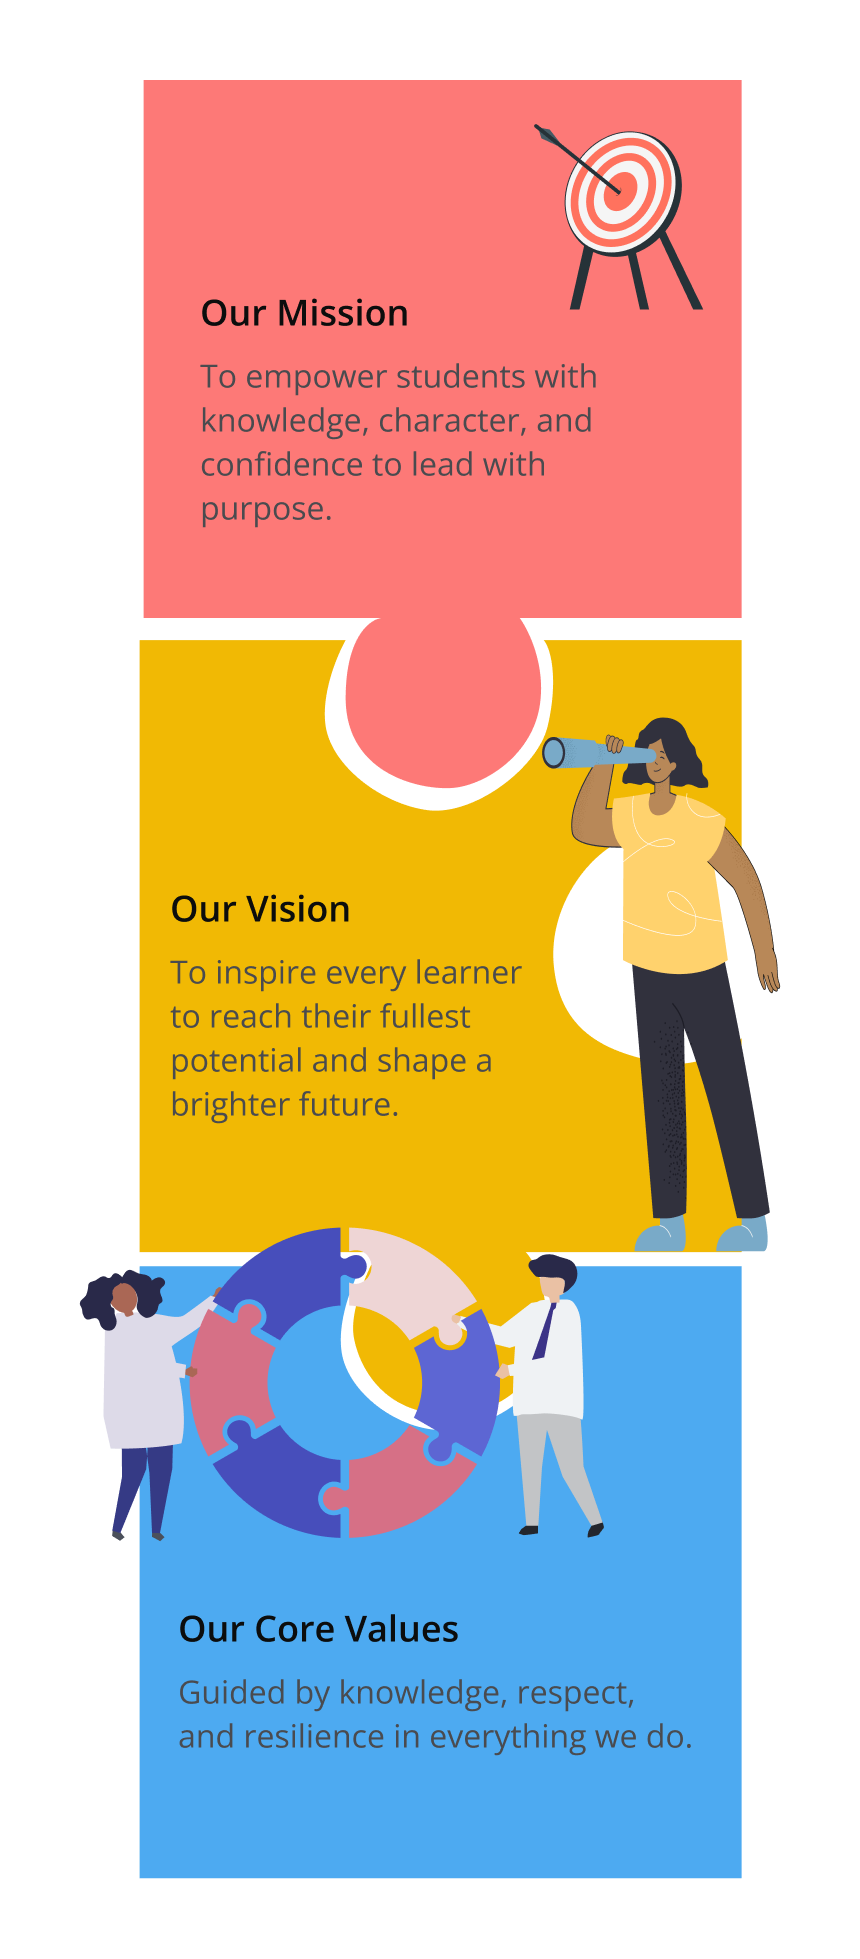 Our Mission
To empower students with
knowledge, character, and
confidence to lead with
purpose.
Our Vision
To inspire every learner
to reach their fullest
potential and shape a
brighter future.
Our Core Values
Guided by knowledge, respect,
and resilience in everything we do.